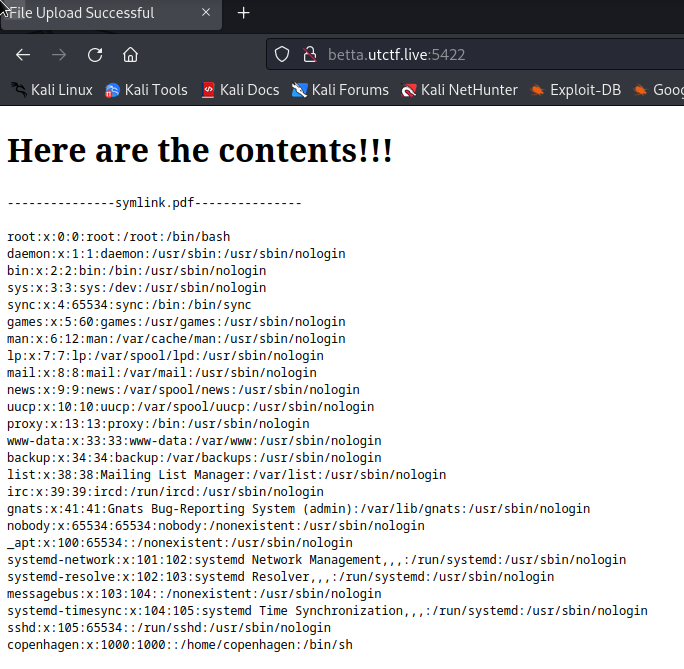 File Upload Successful
betta.utctf.live:5422
Kali Linux Kali Tools Kali Docs Kali Forums Kali NetHunter Exploit-DB Goog
Here are the contents!!!
---------------symlink.pdf---------------
root:x:0:0:root:/root:/bin/bash
daemon:x:1:1:daemon:/usr/sbin:/usr/sbin/nologin
bin:x:2:2:bin:/bin:/usr/sbin/nologin
sys:x:3:3:sys:/dev:/usr/sbin/nologin
sync:x:4:65534:sync:/bin:/bin/sync
games:x:5:60:games:/usr/games:/usr/sbin/nologin
man:x:6:12:man:/var/cache/man:/usr/sbin/nologin
lp:x:7:7:lp:/var/spool/lpd:/usr/sbin/nologin
mail:x:8:8:mail:/var/mail:/usr/sbin/nologin
news:x:9:9:news:/var/spool/news:/usr/sbin/nologin
uucp:x:10:10:uucp:/var/spool/uucp:/usr/sbin/nologin
proxy:x:13:13:proxy:/bin:/usr/sbin/nologin
www-data:x:33:33:www-data:/var/www:/usr/sbin/nologin
backup:x:34:34:backup:/var/backups:/usr/sbin/nologin
list:x:38:38:Mailing List Manager:/var/list:/usr/sbin/nologin
irc:x:39:39:ircd:/run/ircd:/usr/sbin/nologin
gnats:x:41:41:Gnats Bug-Reporting System (admin):/var/lib/gnats:/usr/sbin/nologin
nobody:x:65534:65534:nobody:/nonexistent:/usr/sbin/nologin
_apt:x:100:65534::/nonexistent:/usr/sbin/nologin
systemd-network:x:101:102:systemd Network Management,,,:/run/systemd:/usr/sbin/nologin
systemd-resolve:x:102:103:systemd Resolver,,,:/run/systemd:/usr/sbin/nologin
messagebus:x:103:104::/nonexistent:/usr/sbin/nologin
systemd-timesync:x:104:105:systemd Time Synchronization,,,:/run/systemd:/usr/sbin/nologin
sshd:x:105:65534::/run/sshd:/usr/sbin/nologin
copenhagen:x:1000:1000::/home/copenhagen:/bin/sh